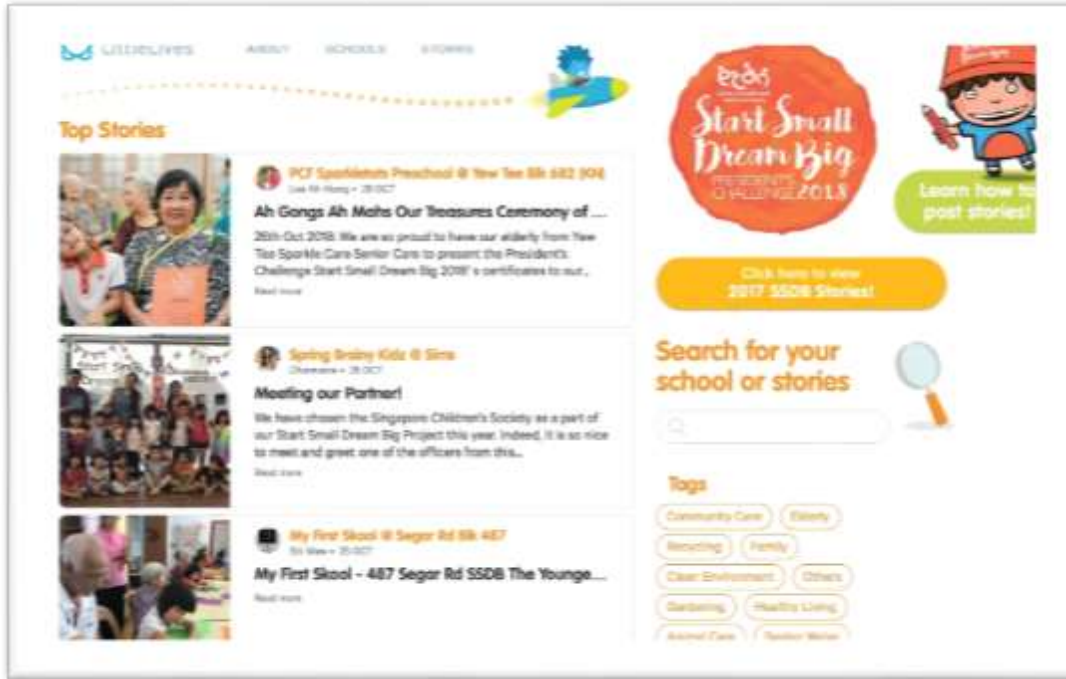 LittleLives
ABOUT SCHOOLS STORIES
Top Stories
PCF Sparkletots Preschool @ Yew Tee Blk 682 (KN)
28 OCT
Ah Gongs Ah Mahs Our Treasures Ceremony of ...
26th Oct 2018. We are so proud to have our elderly from Yew
Tee Sparkle Care Senior Care to present the President's
Challenge Start Small Dream Big 2018' s certificates to our...
Read more
Spring Brainy Kidz @ Sims
OCT
Meeting our Partner!
We have chosen the Singapore Children's Society as a part of
our Start Small Dream Big Project this year. Indeed, it is so nice
to meet and greet one of the officers from this...
Read more
My First Skool @ Segar Rd Blk 487
25 OCT
My First Skool - 487 Segar Rd SSDB The Younge...
Read more
ecda
Start Small
Dream Big
PRESIDENT'S
CHALLENGE 2018
Learn how to
post stories!
Click here to view
2017 SSDB Stories!
Search for your
school or stories
Tags
Community Care
Elderly
Recycling
Family
Clean Environment
Others
Gardening
Healthy Living
Animal Care